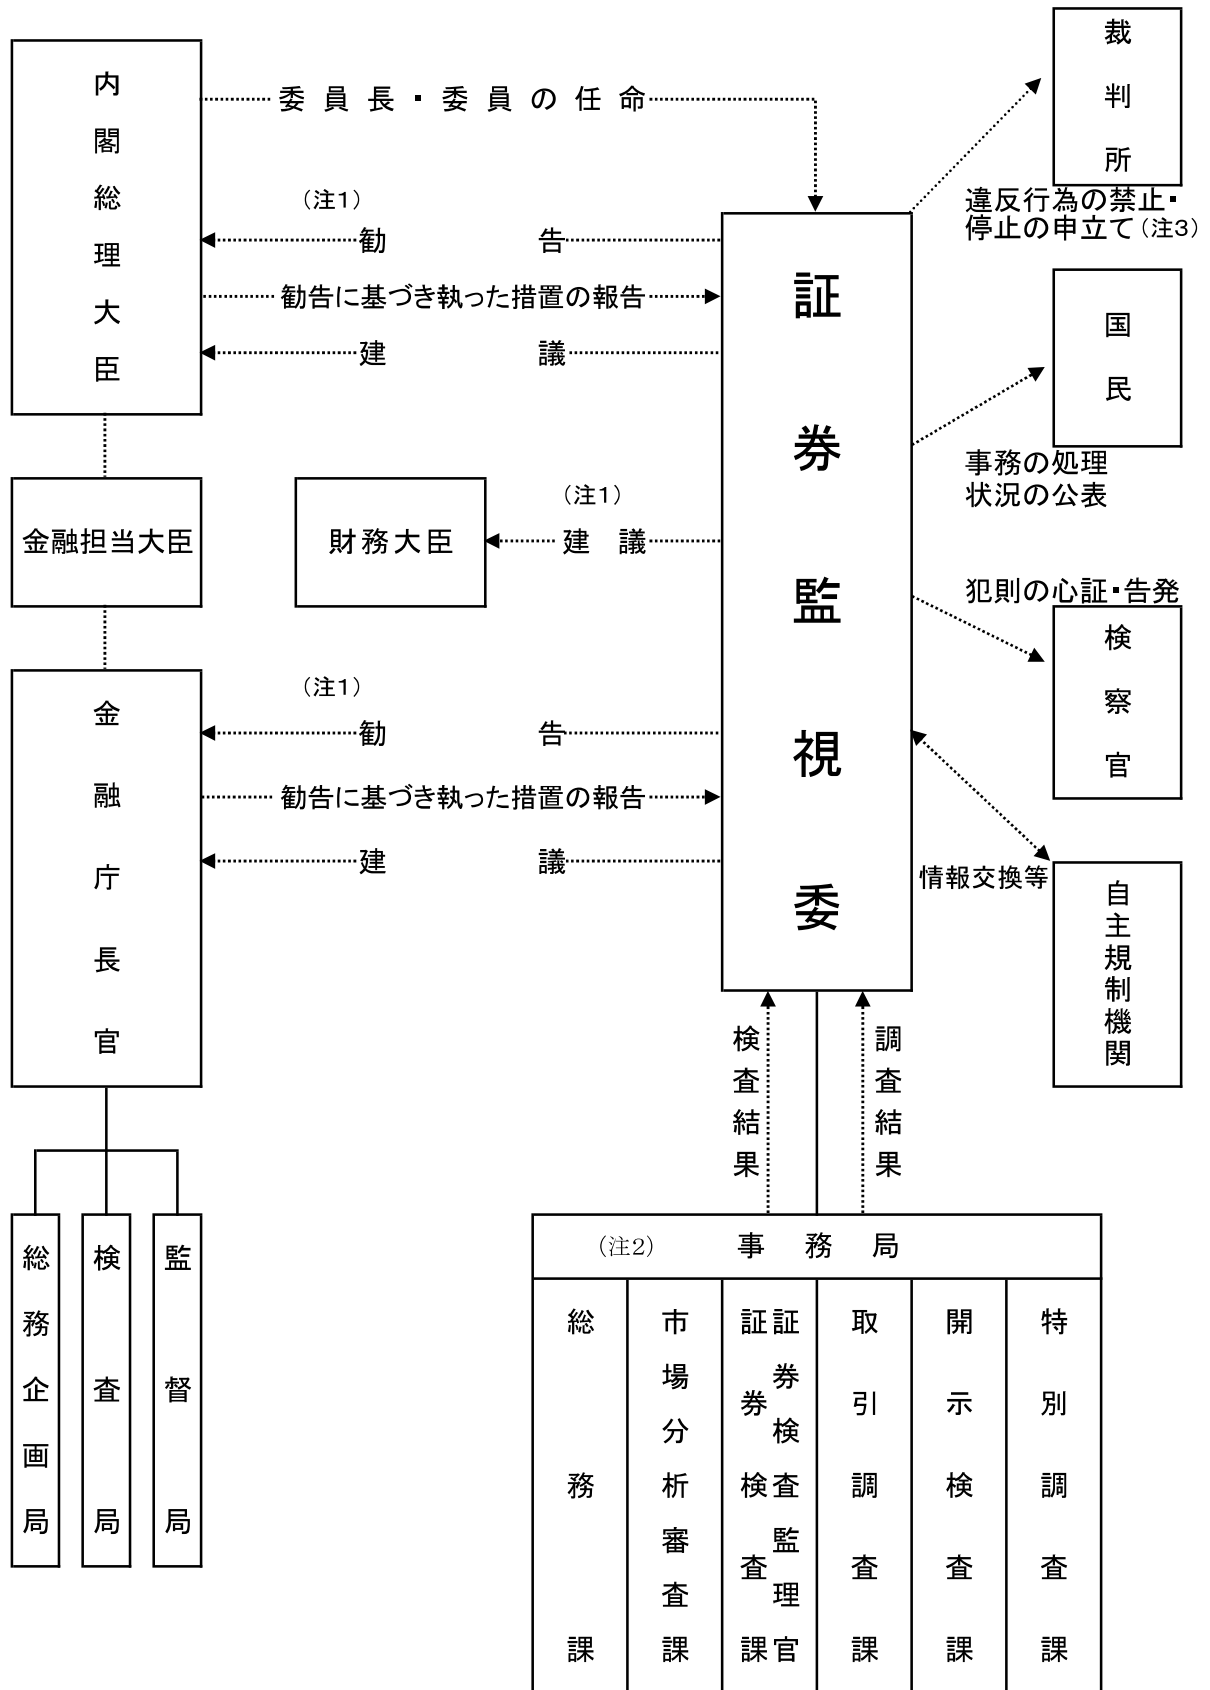 裁判所
内閣総理大臣
委員長・委員の任命
(注1)
勧告
勧告に基づき執った措置の報告
建議
違反行為の禁止・
停止の申立て(注3)
証券監視委
国民
事務の処理
状況の公表
金融担当大臣
財務大臣
(注1)
建議
犯則の心証・告発
検察官
金融庁長官
(注1)
勧告
勧告に基づき執った措置の報告
建議
情報交換等
自主規制機関
検査結果
調査結果
総務企画局
検査局
監督局
(注2) 事務局
総務課
市場分析審査課
証券検査監理官
証券検査課
取引調査課
開示検査課
特別調査課